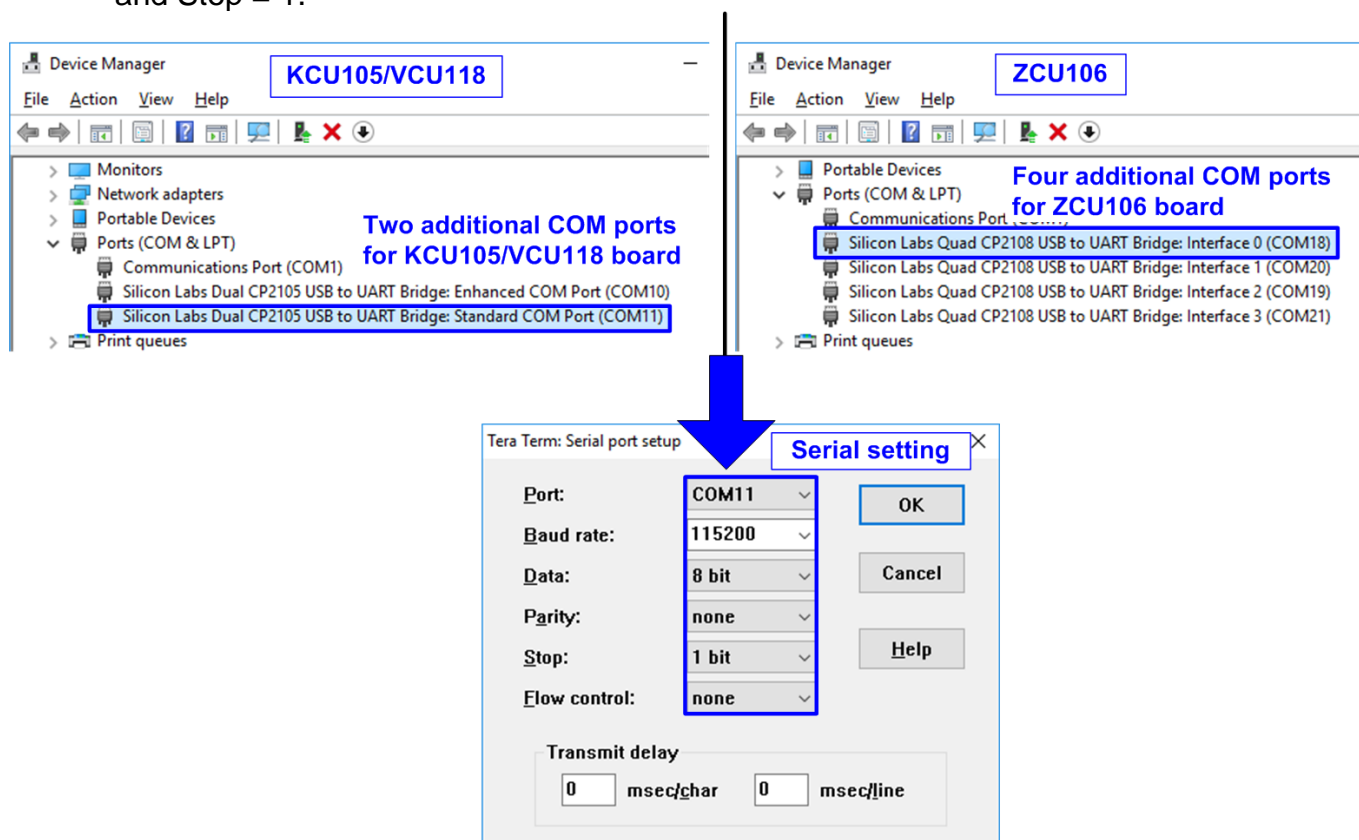 and Stop = 1.
Device Manager
KCU105/VCU118
File Action View Help
Monitors
Network adapters
Portable Devices
Ports (COM & LPT)
Two additional COM ports
for KCU105/VCU118 board
Communications Port (COM1)
Silicon Labs Dual CP2105 USB to UART Bridge: Enhanced COM Port (COM10)
Silicon Labs Dual CP2105 USB to UART Bridge: Standard COM Port (COM11)
Print queues
Device Manager
ZCU106
File Action View Help
Portable Devices
Ports (COM & LPT)
Four additional COM ports
for ZCU106 board
Communications Port
Silicon Labs Quad CP2108 USB to UART Bridge: Interface 0 (COM18)
Silicon Labs Quad CP2108 USB to UART Bridge: Interface 1 (COM20)
Silicon Labs Quad CP2108 USB to UART Bridge: Interface 2 (COM19)
Silicon Labs Quad CP2108 USB to UART Bridge: Interface 3 (COM21)
Print queues
Tera Term: Serial port setup
Serial setting
Port: COM11 OK
Baud rate: 115200
Data: 8 bit Cancel
Parity: none
Stop: 1 bit Help
Flow control: none
Transmit delay
0 msec/char 0 msec/line